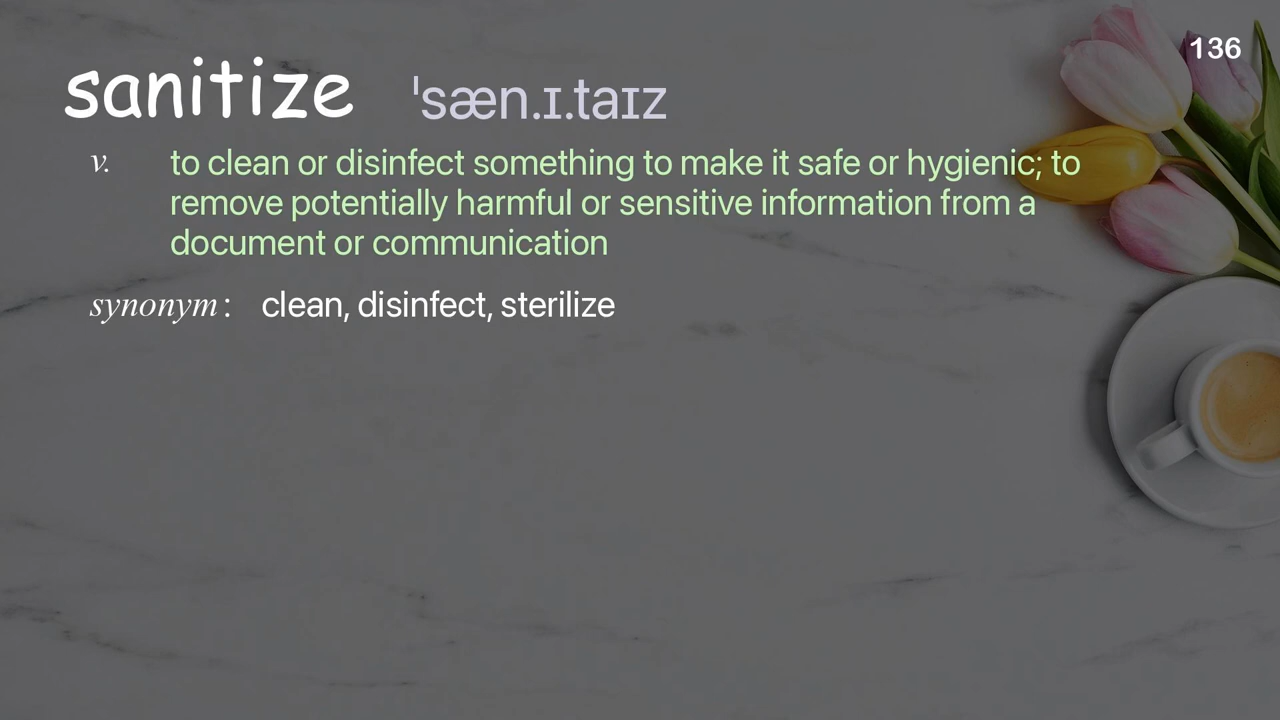 136
sanitize ˈsæn.ɪ.taɪz
v. to clean or disinfect something to make it safe or hygienic; to
remove potentially harmful or sensitive information from a
document or communication
synonym: clean, disinfect, sterilize